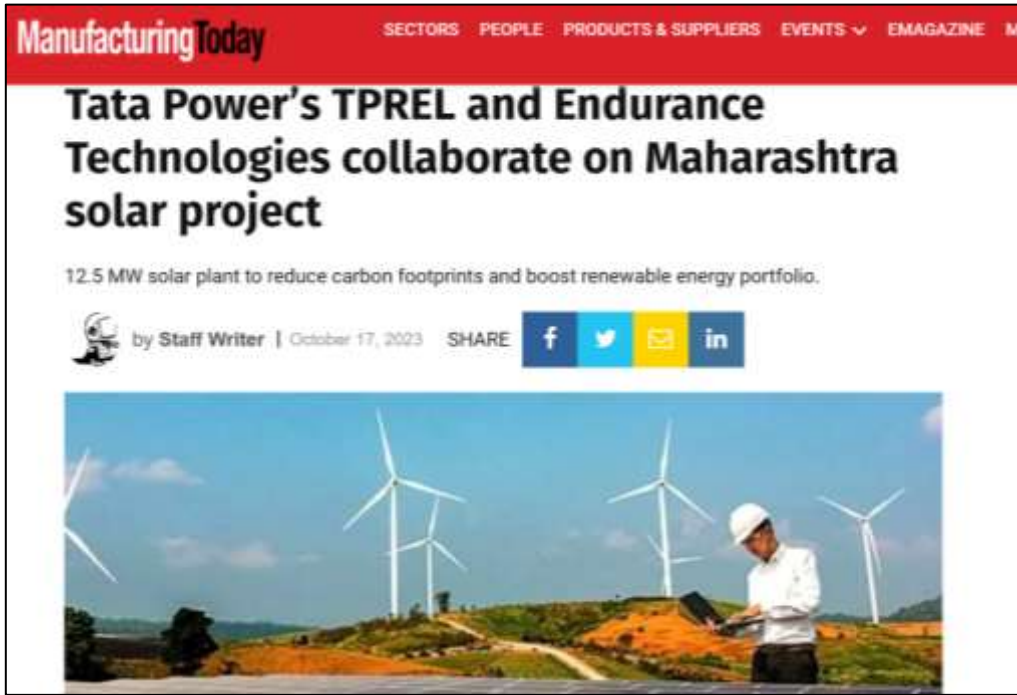 ManufacturingToday
SECTORS PEOPLE PRODUCTS & SUPPLIERS EVENTS EMAGAZINE M
Tata Power's TPREL and Endurance
Technologies collaborate on Maharashtra
solar project
12.5 MW solar plant to reduce carbon footprints and boost renewable energy portfolio.
by Staff Writer | October 17, 2023 SHARE f in